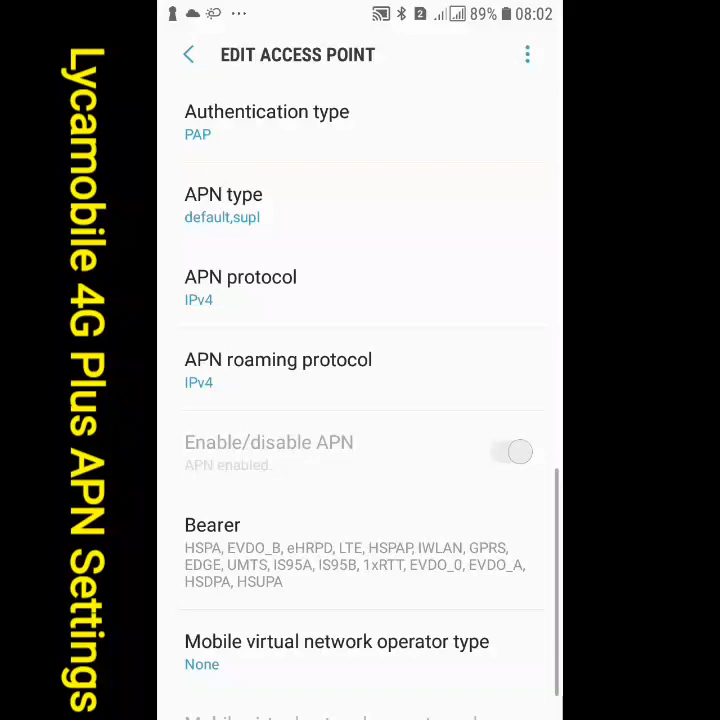 Lycamobile 4G Plus APN Settings
2 89% 08:02
EDIT ACCESS POINT
Authentication type
PAP
APN type
default,supl
APN protocol
IPv4
APN roaming protocol
IPv4
Enable/disable APN
APN enabled.
Bearer
HSPA, EVDO_B, eHRPD, LTE, HSPAP, IWLAN, GPRS,
EDGE, UMTS, IS95A, IS95B, 1xRTT, EVDO_0, EVDO_A,
HSDPA, HSUPA
Mobile virtual network operator type
None